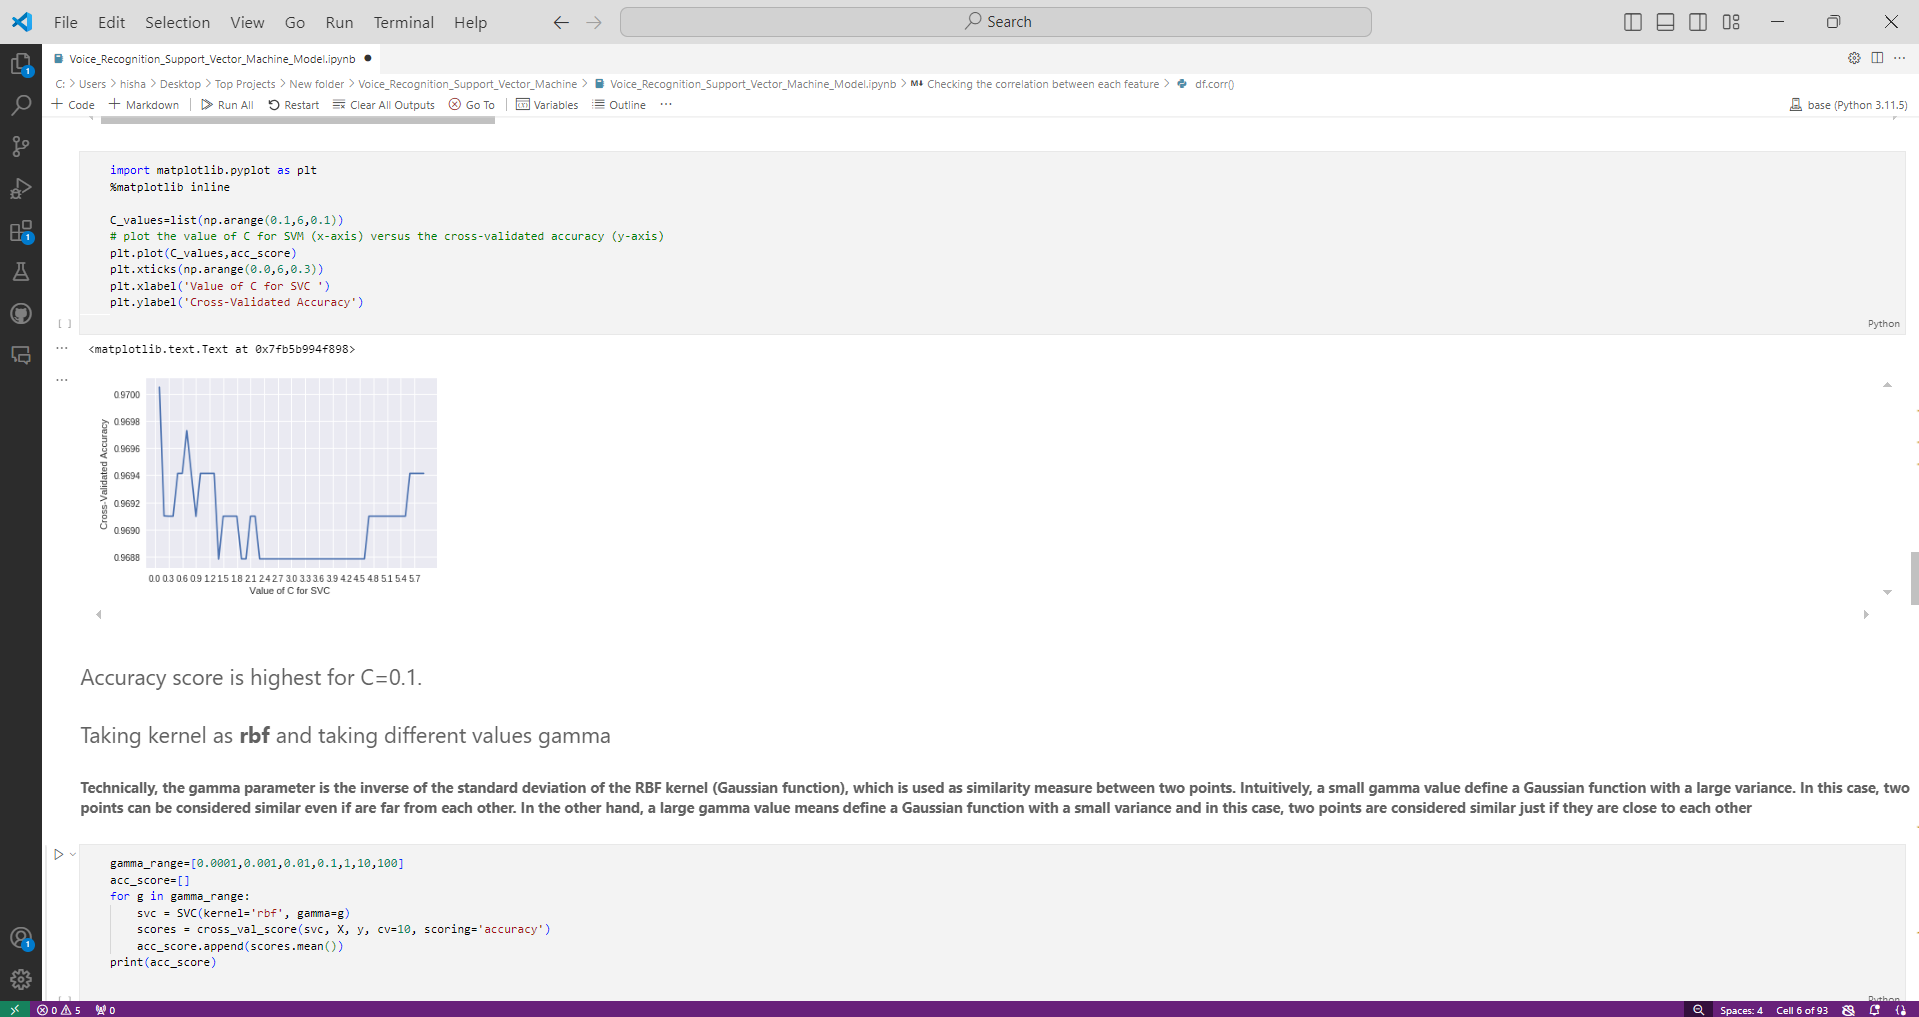 File Edit Selection View Go Run Terminal Help
Search
Voice_Recognition_Support_Vector_Machine_Model.ipynb
C: > Users > hisha > Desktop > Top Projects > New folder > Voice_Recognition_Support_Vector_Machine > Voice_Recognition_Support_Vector_Machine_Model.ipynb > M↓ Checking the correlation between each feature > df.corr()
+ Code + Markdown | Run All Restart Clear All Outputs Go To | Variables Outline ...
base (Python 3.11.5)
import matplotlib.pyplot as plt
%matplotlib inline
C_values=list(np.arange(0.1,6,0.1))
# plot the value of C for SVM (x-axis) versus the cross-validated accuracy (y-axis)
plt.plot(C_values,acc_score)
plt.xticks(np.arange(0.0,6,0.3))
plt.xlabel('Value of C for SVC ')
plt.ylabel('Cross-Validated Accuracy')
[ ]
Python
... <matplotlib.text.Text at 0x7fb5b994f898>
...
Cross-Validated Accuracy
0.9700
0.9698
0.9696
0.9694
0.9692
0.9690
0.9688
0.0 0.3 0.6 0.9 1.2 1.5 1.8 2.1 2.4 2.7 3.0 3.3 3.6 3.9 4.2 4.5 4.8 5.1 5.4 5.7
Value of C for SVC
Accuracy score is highest for C=0.1.
Taking kernel as rbf and taking different values gamma
Technically, the gamma parameter is the inverse of the standard deviation of the RBF kernel (Gaussian function), which is used as similarity measure between two points. Intuitively, a small gamma value define a Gaussian function with a large variance. In this case, two
points can be considered similar even if are far from each other. In the other hand, a large gamma value means define a Gaussian function with a small variance and in this case, two points are considered similar just if they are close to each other
gamma_range=[0.0001,0.001,0.01,0.1,1,10,100]
acc_score=[]
for g in gamma_range:
    svc = SVC(kernel='rbf', gamma=g)
    scores = cross_val_score(svc, X, y, cv=10, scoring='accuracy')
    acc_score.append(scores.mean())
print(acc_score)
[ ]
Python
1
1
1
0 5 0
Spaces: 4 Cell 6 of 93